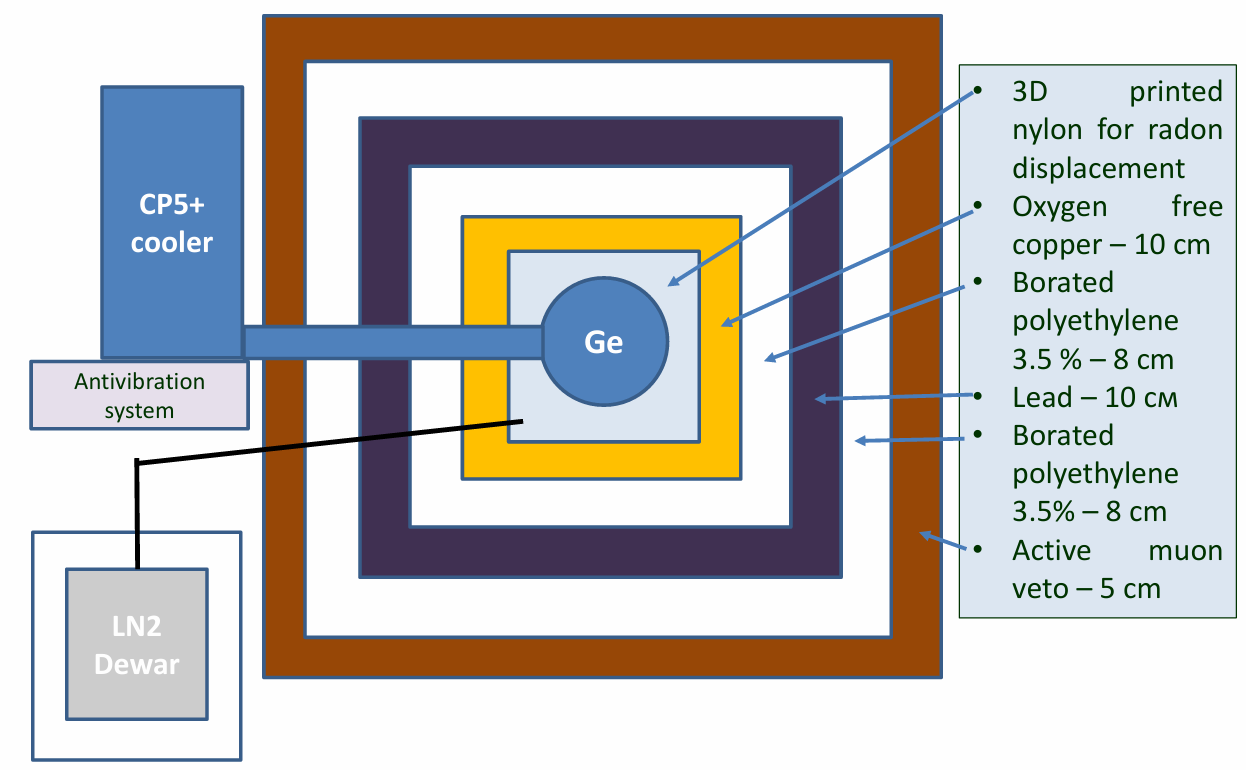 CP5+
cooler
Antivibration
system
LN2
Dewar
Ge
• 3D printed
nylon for radon
displacement
• Oxygen free
copper – 10 cm
• Borated
polyethylene
3.5 % – 8 cm
• Lead – 10 см
• Borated
polyethylene
3.5% – 8 cm
• Active muon
veto – 5 cm